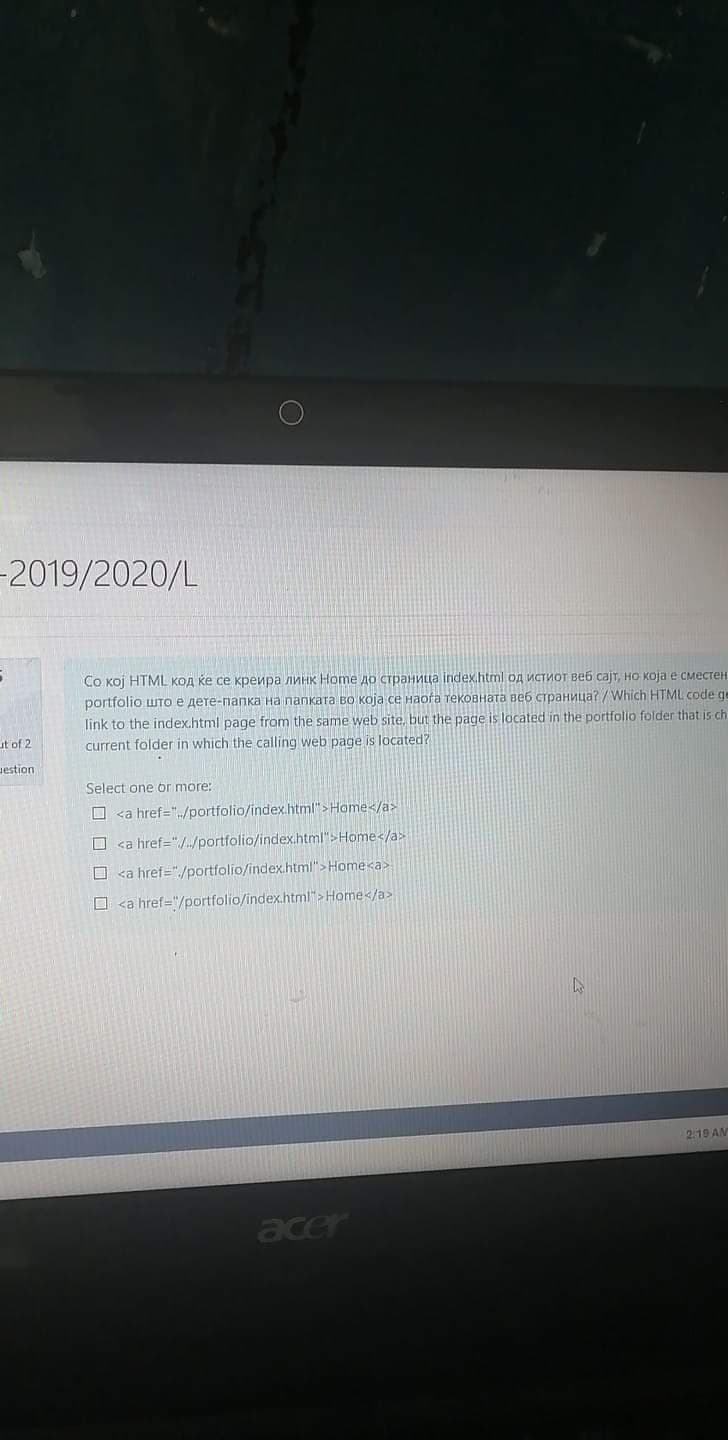 -2019/2020/L
Со кој HTML код ќе се креира линк Home до страница index.html од истиот веб сајт, но која е сместен
portfolio што е дете-папка на папката во која се наоѓа тековната веб страница? / Which HTML code ge
link to the index.html page from the same web site, but the page is located in the portfolio folder that is ch
ut of 2
current folder in which the calling web page is located?
uestion
Select one or more:
<a href="../portfolio/index.html">Home</a>
<a href="./../portfolio/index.html">Home</a>
<a href="./portfolio/index.html">Home<a>
<a href="/portfolio/index.html">Home</a>
2:19 AM
acer